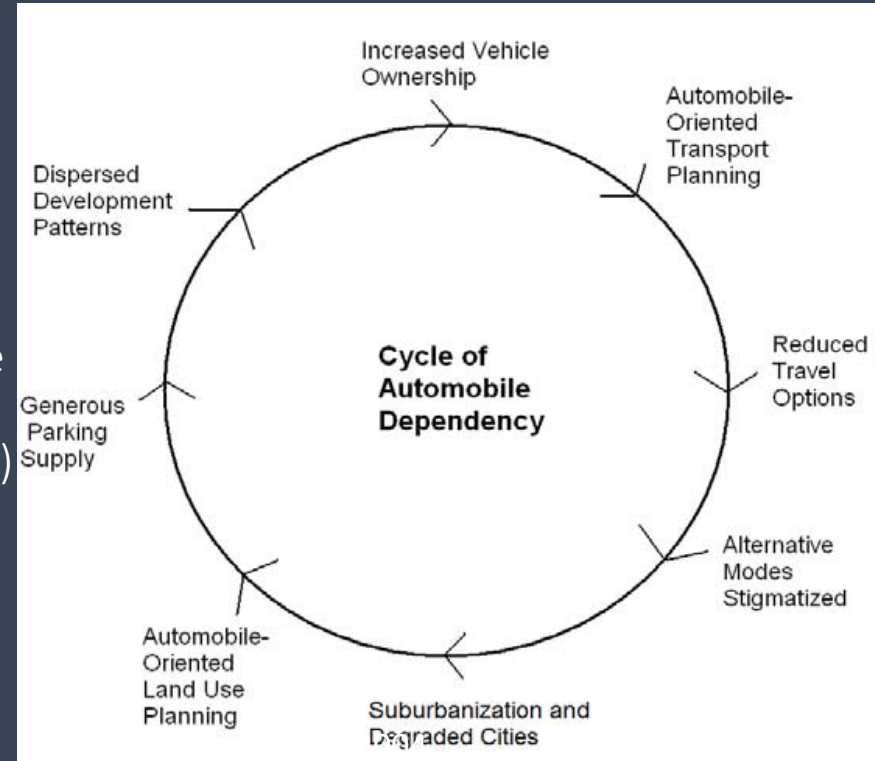 Increased Vehicle
Ownership
Automobile-
Oriented
Transport
Planning
Reduced
Travel
Options
Alternative
Modes
Stigmatized
Suburbanization and
Degraded Cities
Automobile-
Oriented
Land Use
Planning
Generous
Parking
Supply
Dispersed
Development
Patterns
Cycle of
Automobile
Dependency
e
)